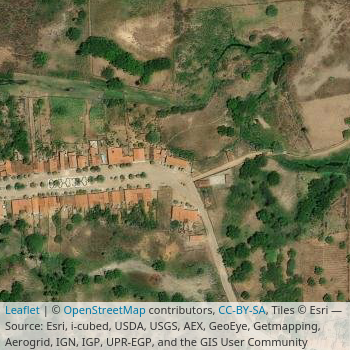 Leaflet | © OpenStreetMap contributors, CC-BY-SA, Tiles © Esri —
Source: Esri, i-cubed, USDA, USGS, AEX, GeoEye, Getmapping,
Aerogrid, IGN, IGP, UPR-EGP, and the GIS User Community